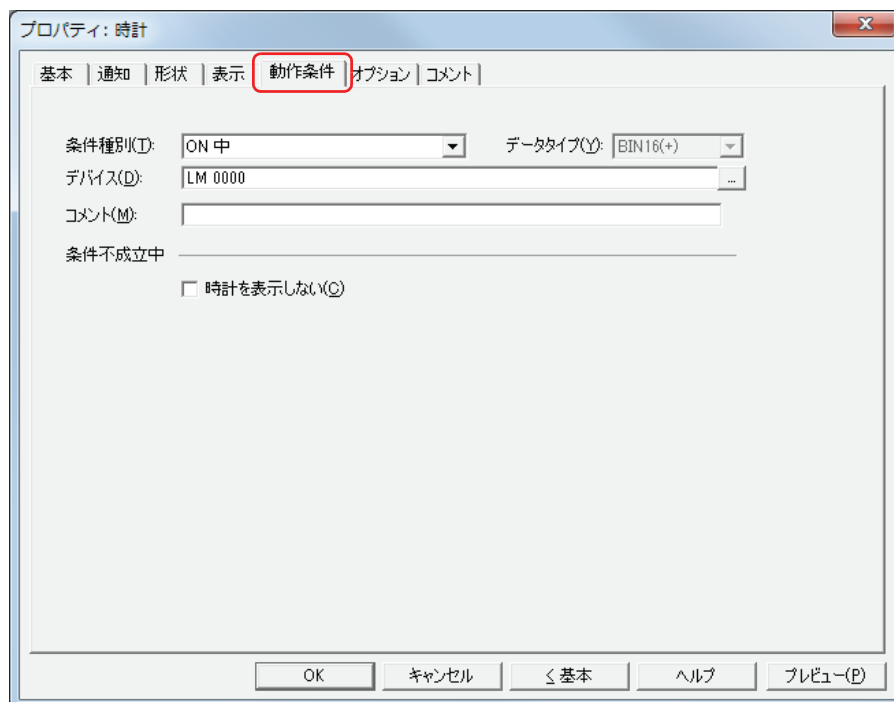 プロパティ: 時計
基本 通知 形状 表示 動作条件 オプション コメント
条件種別(T): ON 中 データタイプ(Y): BIN16(+)
デバイス(D): LM 0000 ...
コメント(M):
条件不成立中
時計を表示しない(C)
OK キャンセル < 基本 ヘルプ プレビュー(P)